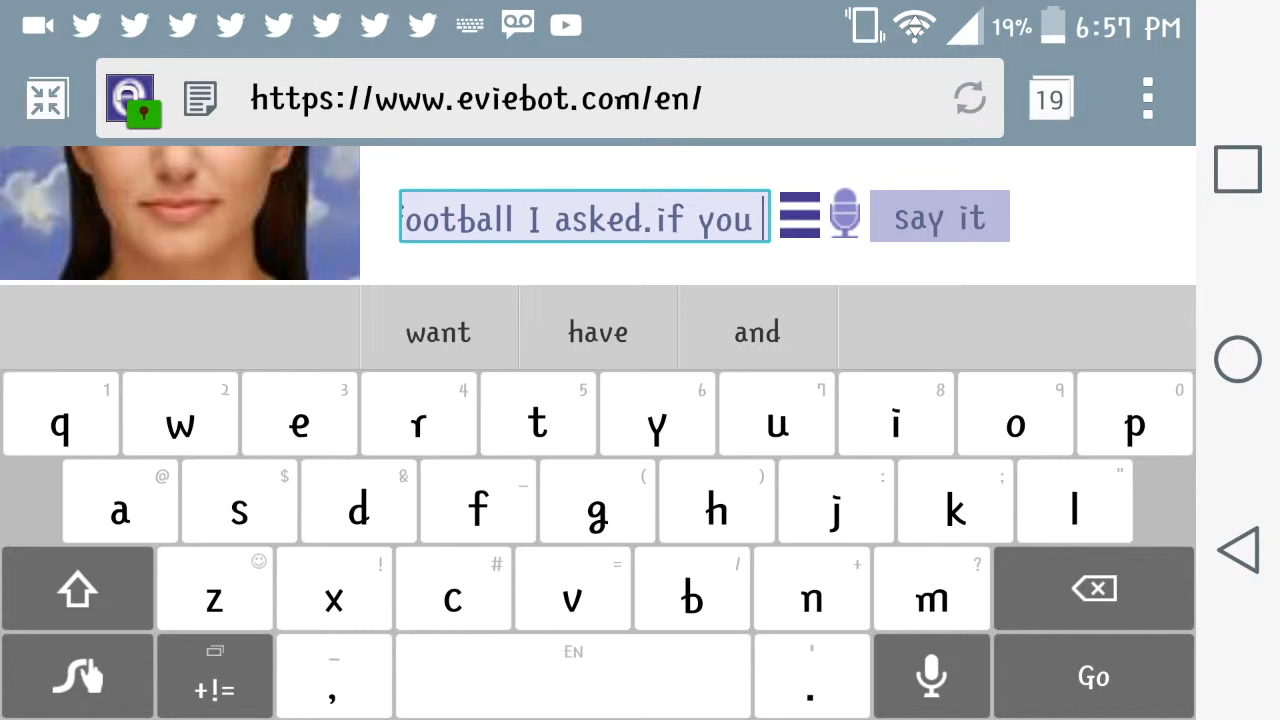 19% 6:57 PM
https://www.eviebot.com/en/ 19
football I asked.if you say it
want have and
1 2 3 4 5 6 7 8 9 0
q w e r t y u i o p
@ $ & _ ( ) : ; "
a s d f g h j k l
! # = / + ?
z x c v b n m
_ EN '
+!= , . Go